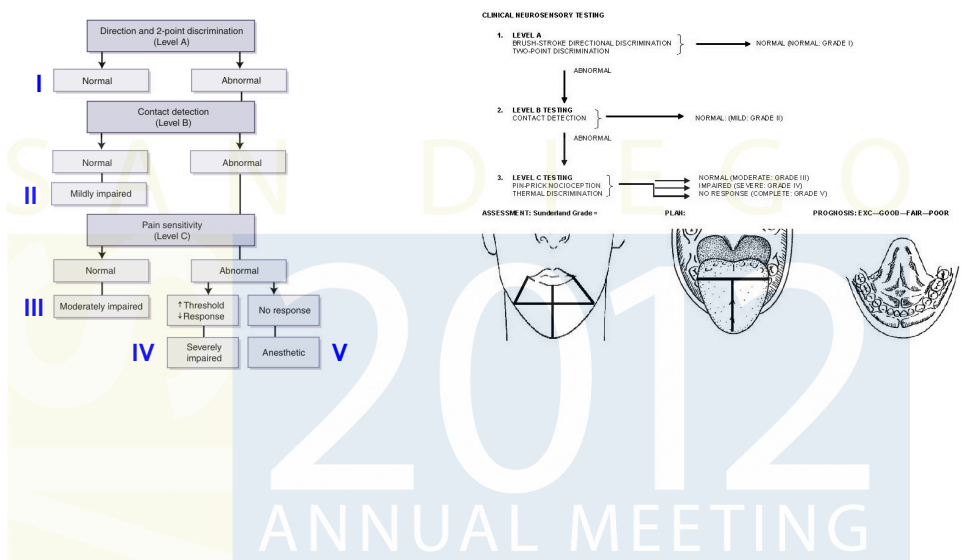 Direction and 2-point discrimination
(Level A)
I
Normal
Abnormal
Contact detection
(Level B)
Normal
Abnormal
II
Mildly impaired
Pain sensitivity
(Level C)
Normal
Abnormal
III
Moderately impaired
↑Threshold
↓Response
No response
IV
Severely
impaired
Anesthetic
V
CLINICAL NEUROSENSORY TESTING
1. LEVEL A
BRUSH-STROKE DIRECTIONAL DISCRIMINATION
TWO-POINT DISCRIMINATION
NORMAL (NORMAL: GRADE I)
ABNORMAL
2. LEVEL B TESTING
CONTACT DETECTION
NORMAL: (MILD: GRADE II)
ABNORMAL
3. LEVEL C TESTING
PIN-PRICK NOCIOCEPTION
THERMAL DISCRIMINATION
NORMAL (MODERATE: GRADE III)
IMPAIRED (SEVERE: GRADE IV)
NO RESPONSE (COMPLETE: GRADE V)
ASSESSMENT: Sunderland Grade = PLAN: PROGNOSIS: EXC---GOOD---FAIR---POOR
SAN DIEGO
2012
ANNUAL MEETING